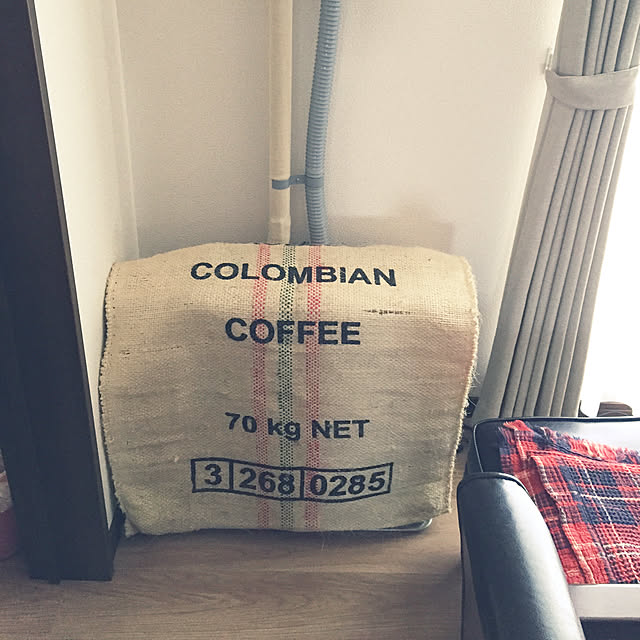 COLOMBIAN
COFFEE
70 kg NET
3 268 0285